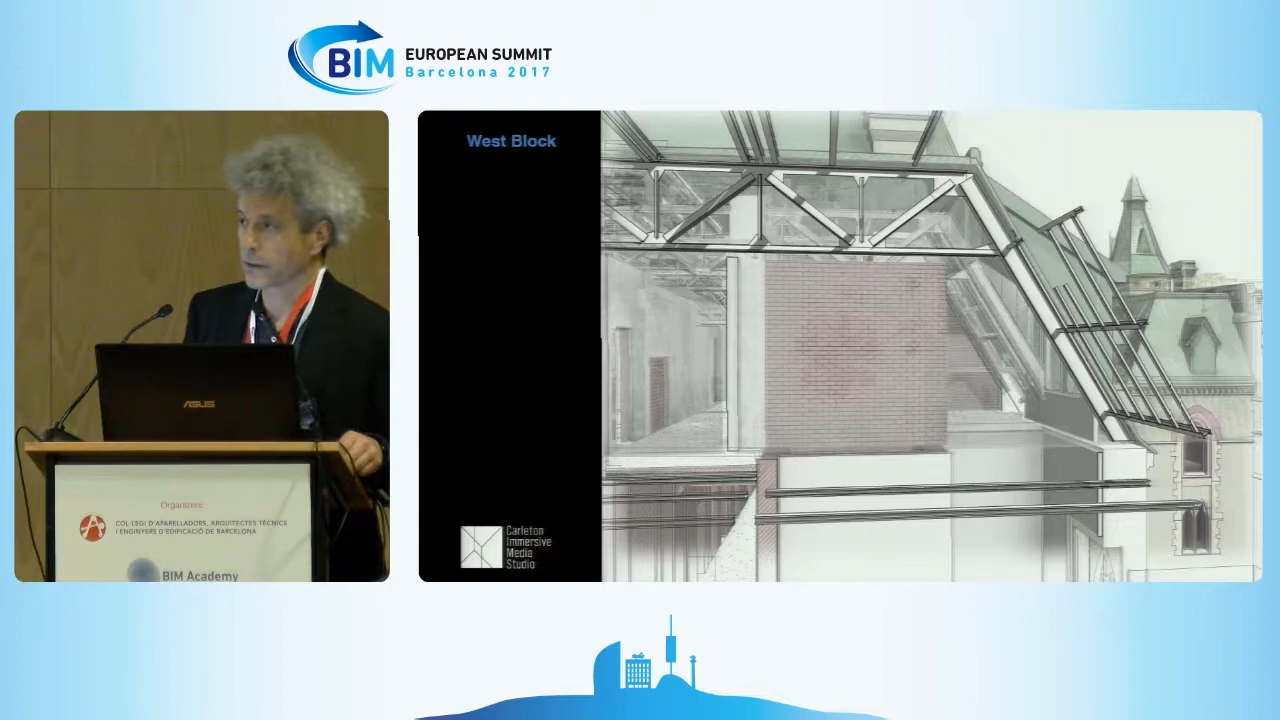 BIM EUROPEAN SUMMIT
Barcelona 2017
West Block
ASUS
Organizers:
COL·LEGI D'APARELLADORS, ARQUITECTES TÈCNICS
I ENGINYERS D'EDIFICACIÓ DE BARCELONA
BIM Academy
Carleton
Immersive
Media
Studio